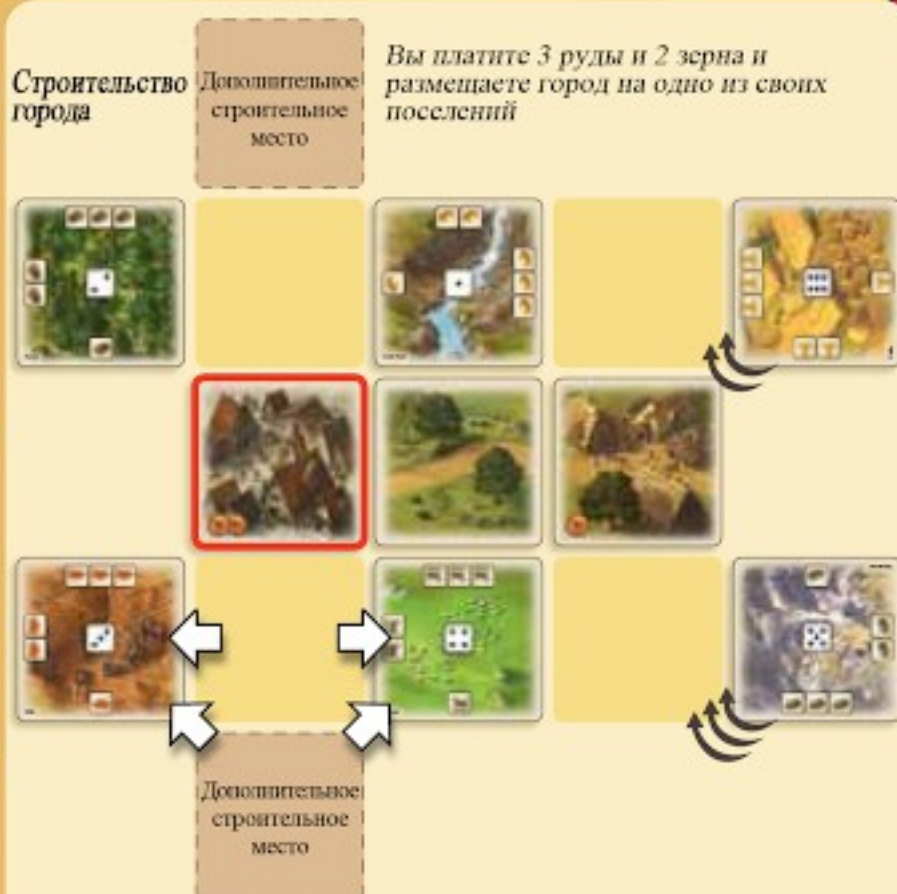 Строительство
города
Дополнительное
строительное
место
Вы платите 3 руды и 2 зерна и
размещаете город на одно из своих
поселений
Дополнительное
строительное
место